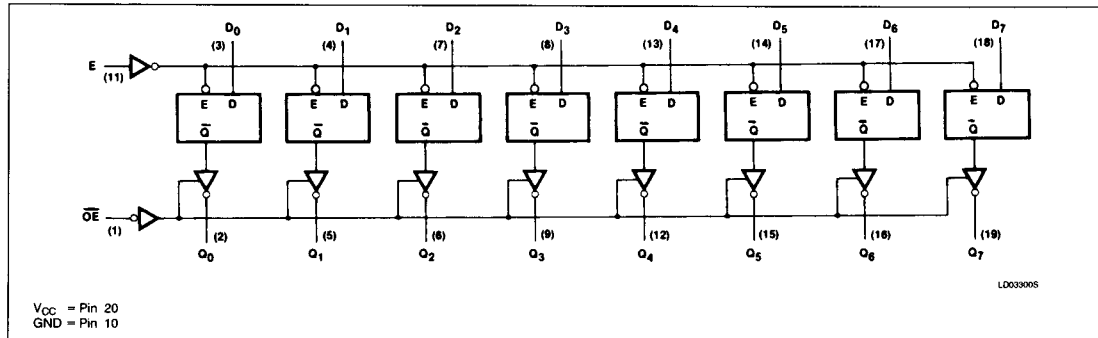 D0 D1 D2 D3 D4 D5 D6 D7
(3) (4) (7) (8) (13) (14) (17) (18)
E
(11)
E D E D E D E D E D E D E D E D
Q̅ Q̅ Q̅ Q̅ Q̅ Q̅ Q̅ Q̅
O̅E̅
(1) (2) (5) (6) (9) (12) (15) (16) (19)
Q0 Q1 Q2 Q3 Q4 Q5 Q6 Q7
LD03300S
VCC = Pin 20
GND = Pin 10